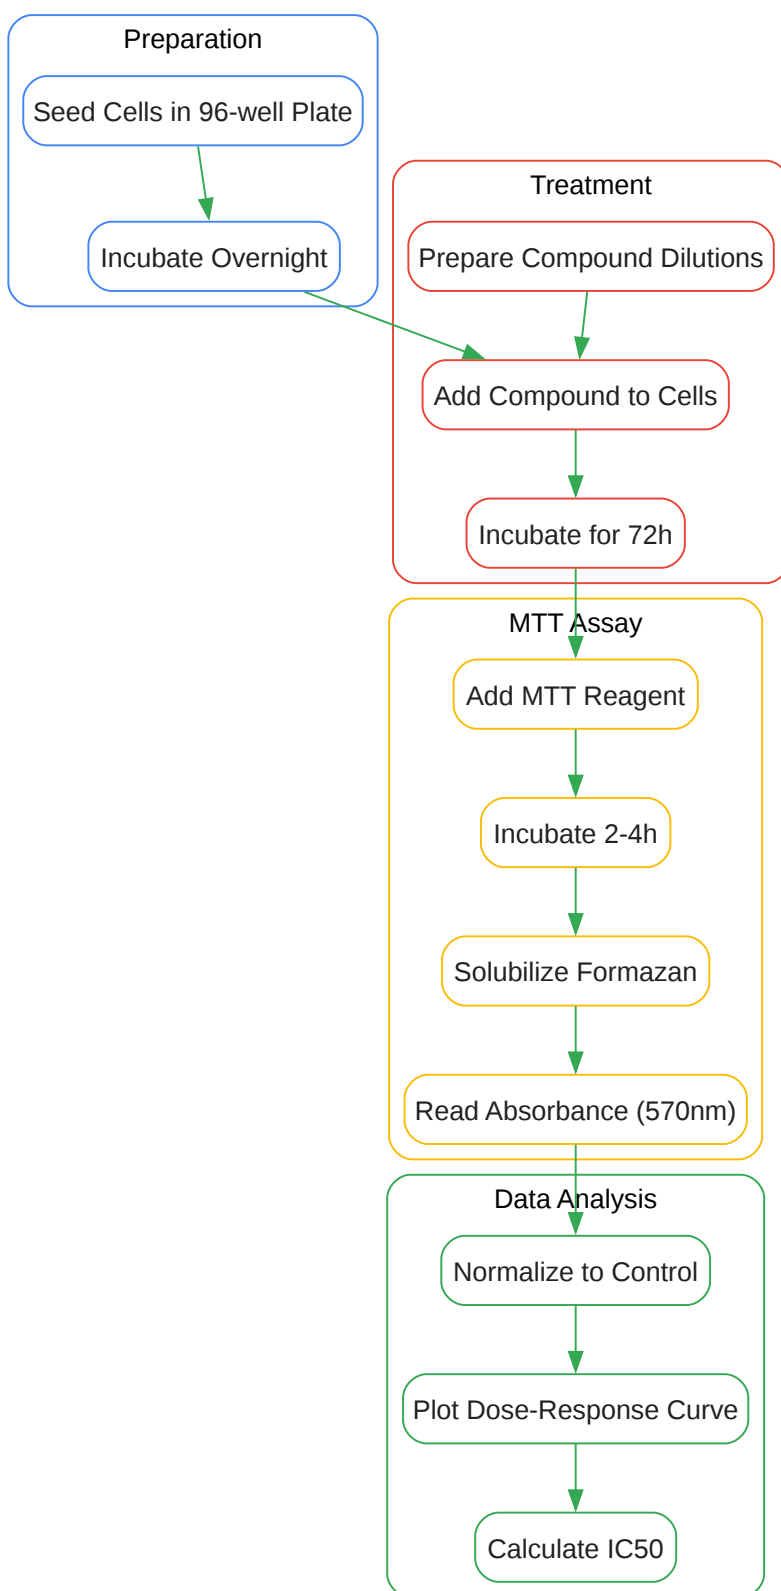 Preparation
Seed Cells in 96-well Plate
Incubate Overnight
Treatment
Prepare Compound Dilutions
Add Compound to Cells
Incubate for 72h
MTT Assay
Add MTT Reagent
Incubate 2-4h
Solubilize Formazan
Read Absorbance (570nm)
Data Analysis
Normalize to Control
Plot Dose-Response Curve
Calculate IC50